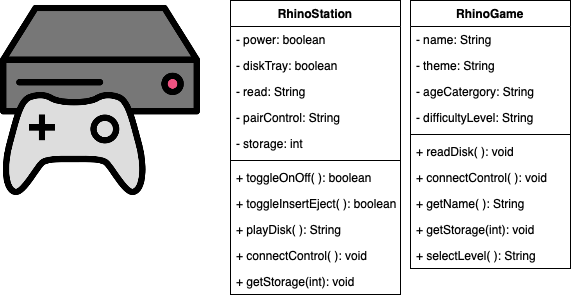 RhinoStation
- power: boolean
- diskTray: boolean
- read: String
- pairControl: String
- storage: int
+ toggleOnOff( ): boolean
+ toggleInsertEject( ): boolean
+ playDisk( ): String
+ connectControl( ): void
+ getStorage(int): void
RhinoGame
- name: String
- theme: String
- ageCatergory: String
- difficultyLevel: String
+ readDisk( ): void
+ connectControl( ): void
+ getName( ): String
+ getStorage(int): void
+ selectLevel( ): String